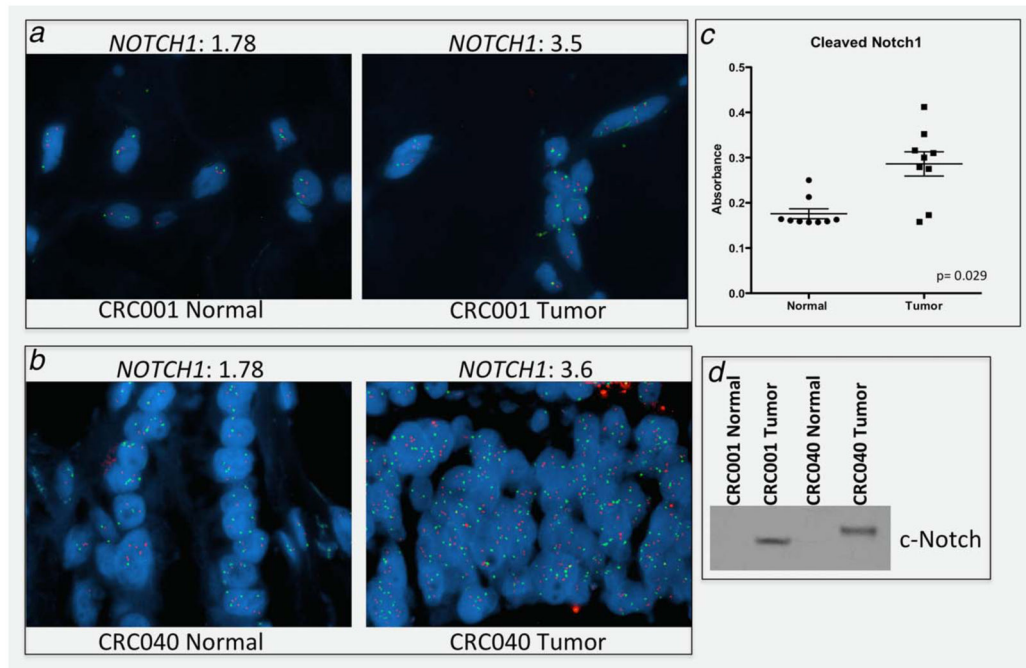 a
NOTCH1: 1.78
NOTCH1: 3.5
CRC001 Normal
CRC001 Tumor
b
NOTCH1: 1.78
NOTCH1: 3.6
CRC040 Normal
CRC040 Tumor
c
Cleaved Notch1
Absorbance
0.5
0.4
0.3
0.2
0.1
0.0
p= 0.029
Normal
Tumor
d
CRC001 Normal
CRC001 Tumor
CRC040 Normal
CRC040 Tumor
c-Notch